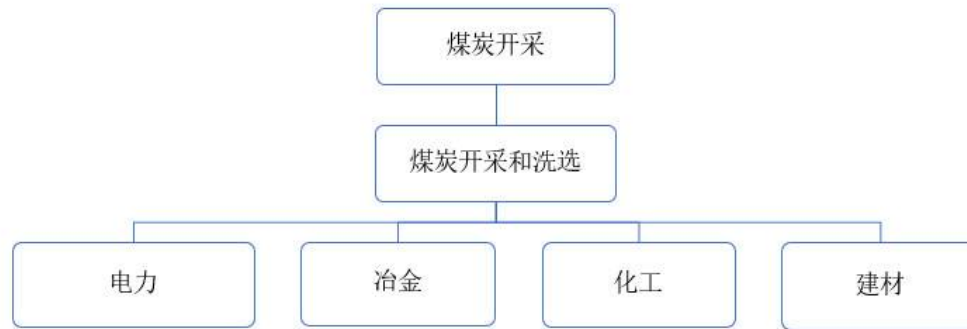 煤炭开采
煤炭开采和洗选
电力
冶金
化工
建材